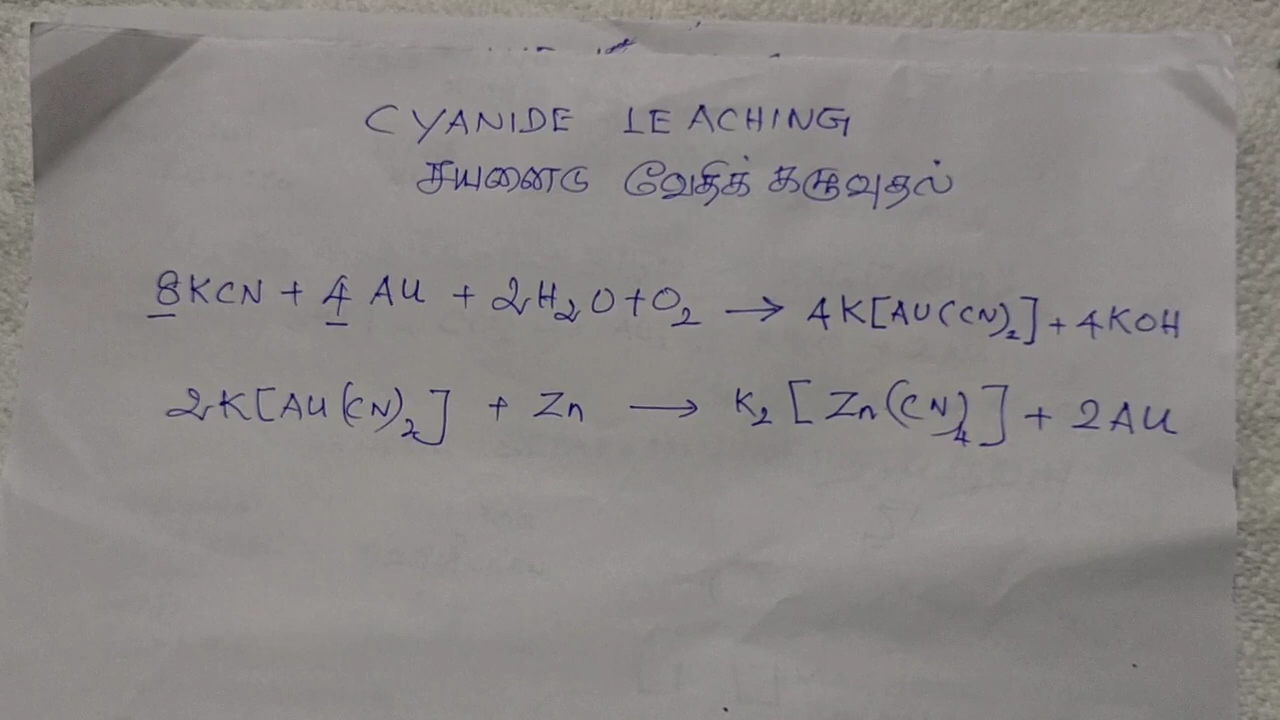 CYANIDE LEACHING
சயனைடு வேதிக் கழுவுதல்
8KCN + 4 AU + 2H₂O + O₂ → 4K[AU(CN)₂] + 4KOH
2K[AU(CN)₂] + Zn → K₂[Zn(CN)₄] + 2AU